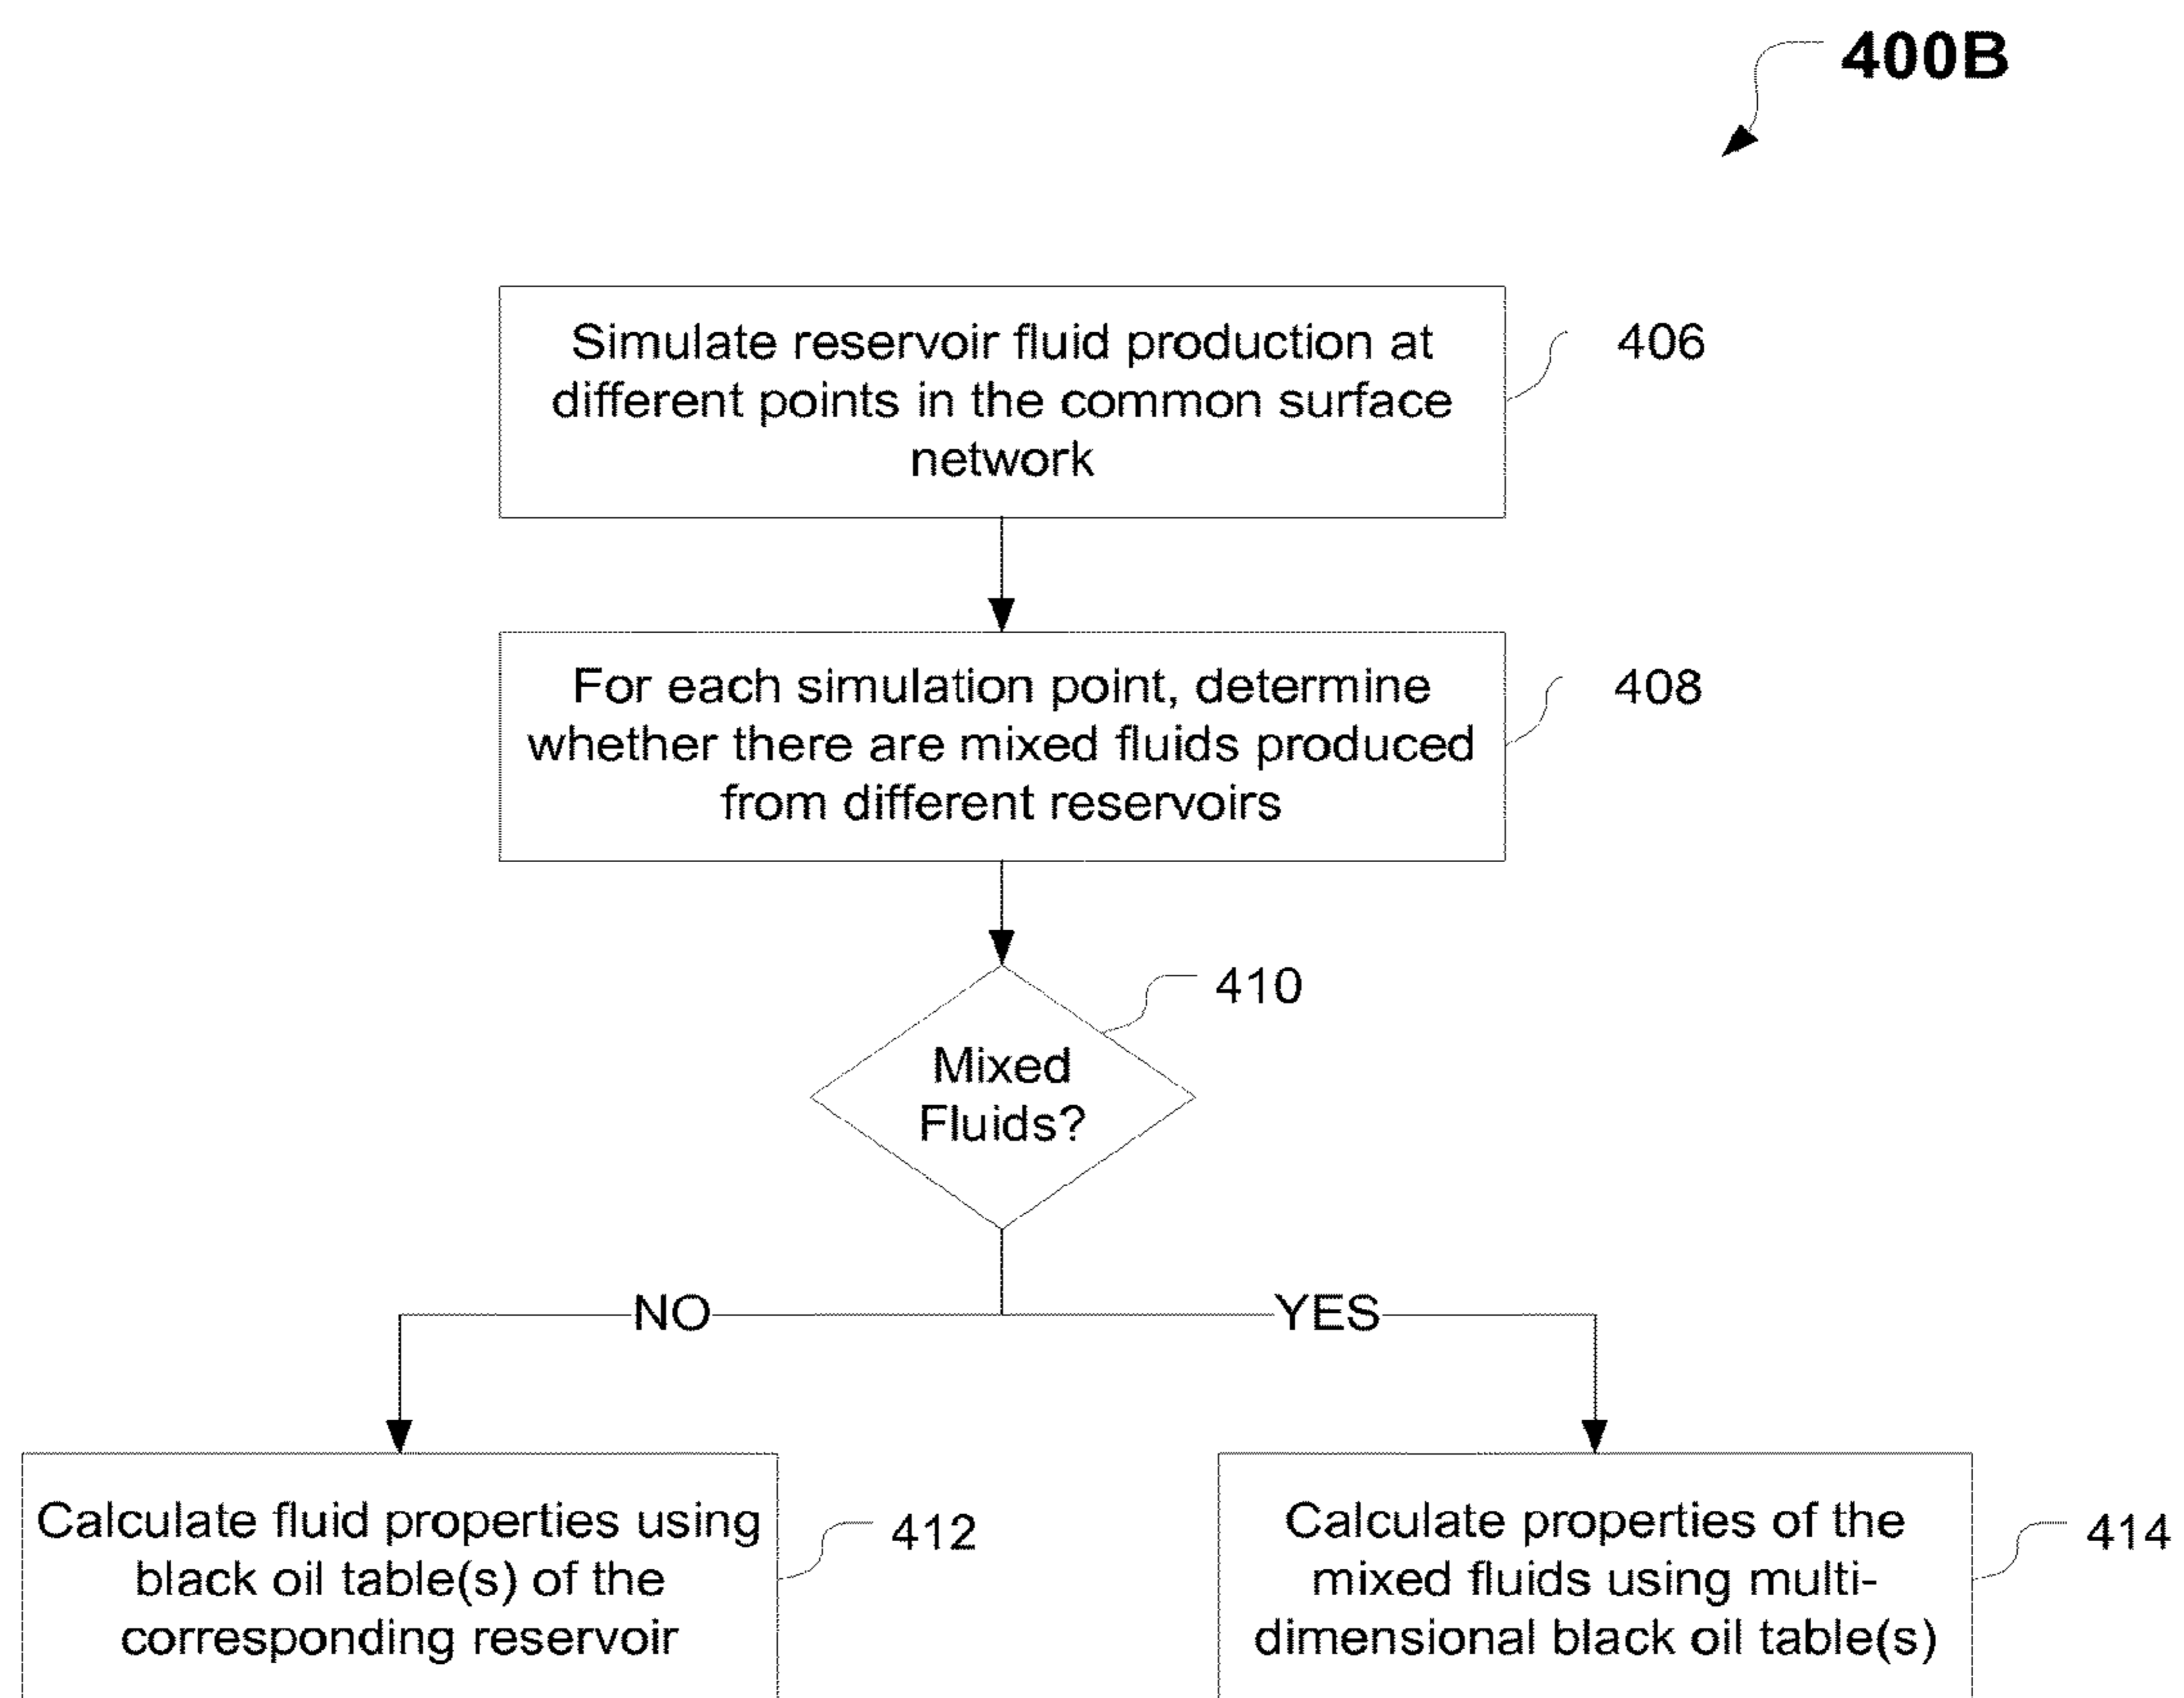 400B
Simulate reservoir fluid production at
different points in the common surface
network
406
For each simulation point, determine
whether there are mixed fluids produced
from different reservoirs
408
410
Mixed
Fluids?
NO
YES
Calculate fluid properties using
black oil table(s) of the
corresponding reservoir
412
Calculate properties of the
mixed fluids using multi-
dimensional black oil table(s)
414